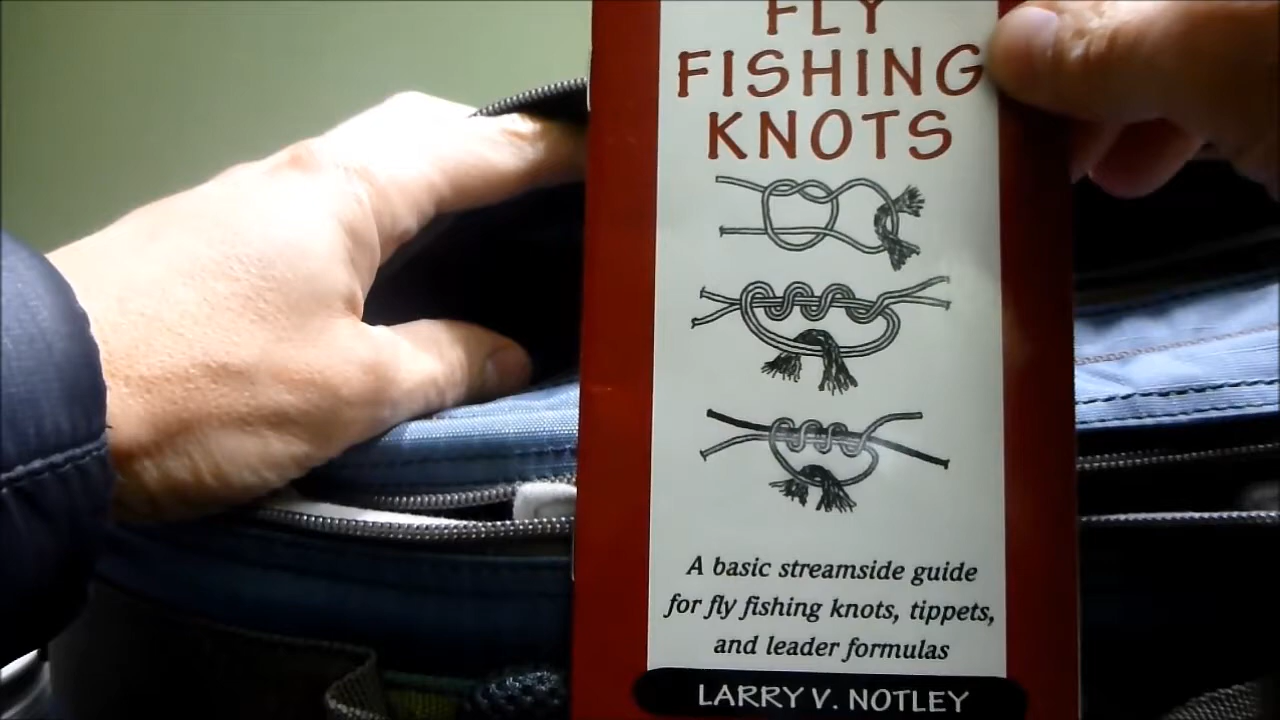 FLY
FISHING
KNOTS
A basic streamside guide
for fly fishing knots, tippets,
and leader formulas
LARRY V. NOTLEY